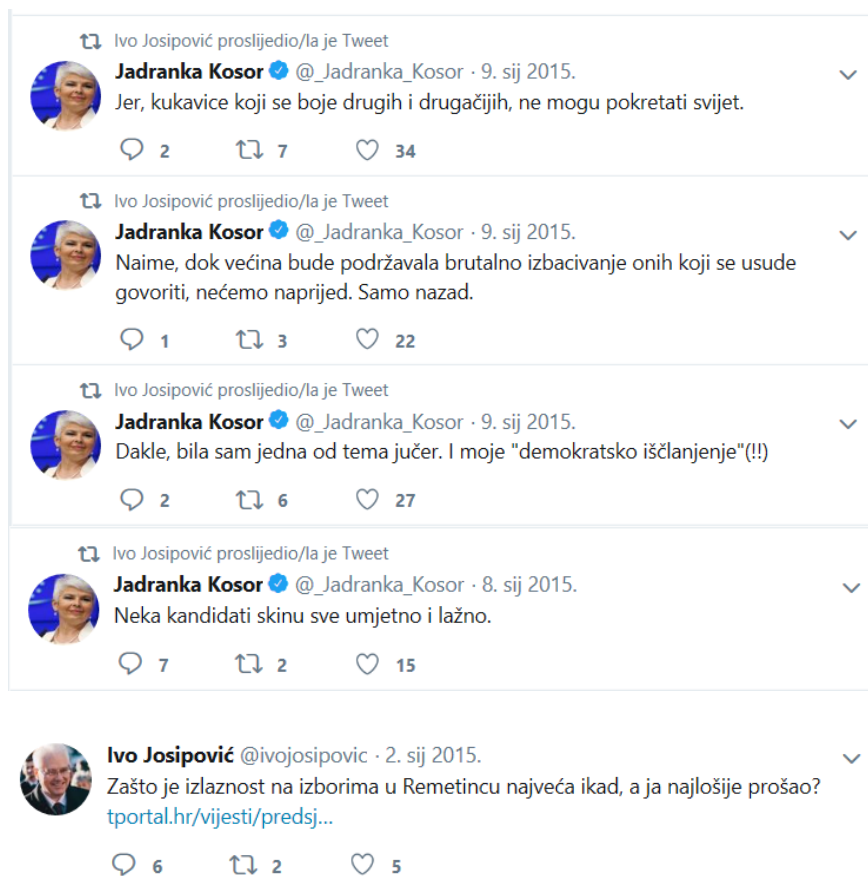 Ivo Josipović proslijedio/la je Tweet
Jadranka Kosor @_Jadranka_Kosor · 9. sij 2015.
Jer, kukavice koji se boje drugih i drugačijih, ne mogu pokretati svijet.
2 7 34
Ivo Josipović proslijedio/la je Tweet
Jadranka Kosor @_Jadranka_Kosor · 9. sij 2015.
Naime, dok većina bude podržavala brutalno izbacivanje onih koji se usude
govoriti, nećemo naprijed. Samo nazad.
1 3 22
Ivo Josipović proslijedio/la je Tweet
Jadranka Kosor @_Jadranka_Kosor · 9. sij 2015.
Dakle, bila sam jedna od tema jučer. I moje "demokratsko iščlanjenje"(!!)
2 6 27
Ivo Josipović proslijedio/la je Tweet
Jadranka Kosor @_Jadranka_Kosor · 8. sij 2015.
Neka kandidati skinu sve umjetno i lažno.
7 2 15
Ivo Josipović @ivojosipovic · 2. sij 2015.
Zašto je izlaznost na izborima u Remetincu najveća ikad, a ja najlošije prošao?
tportal.hr/vijesti/predsj...
6 2 5